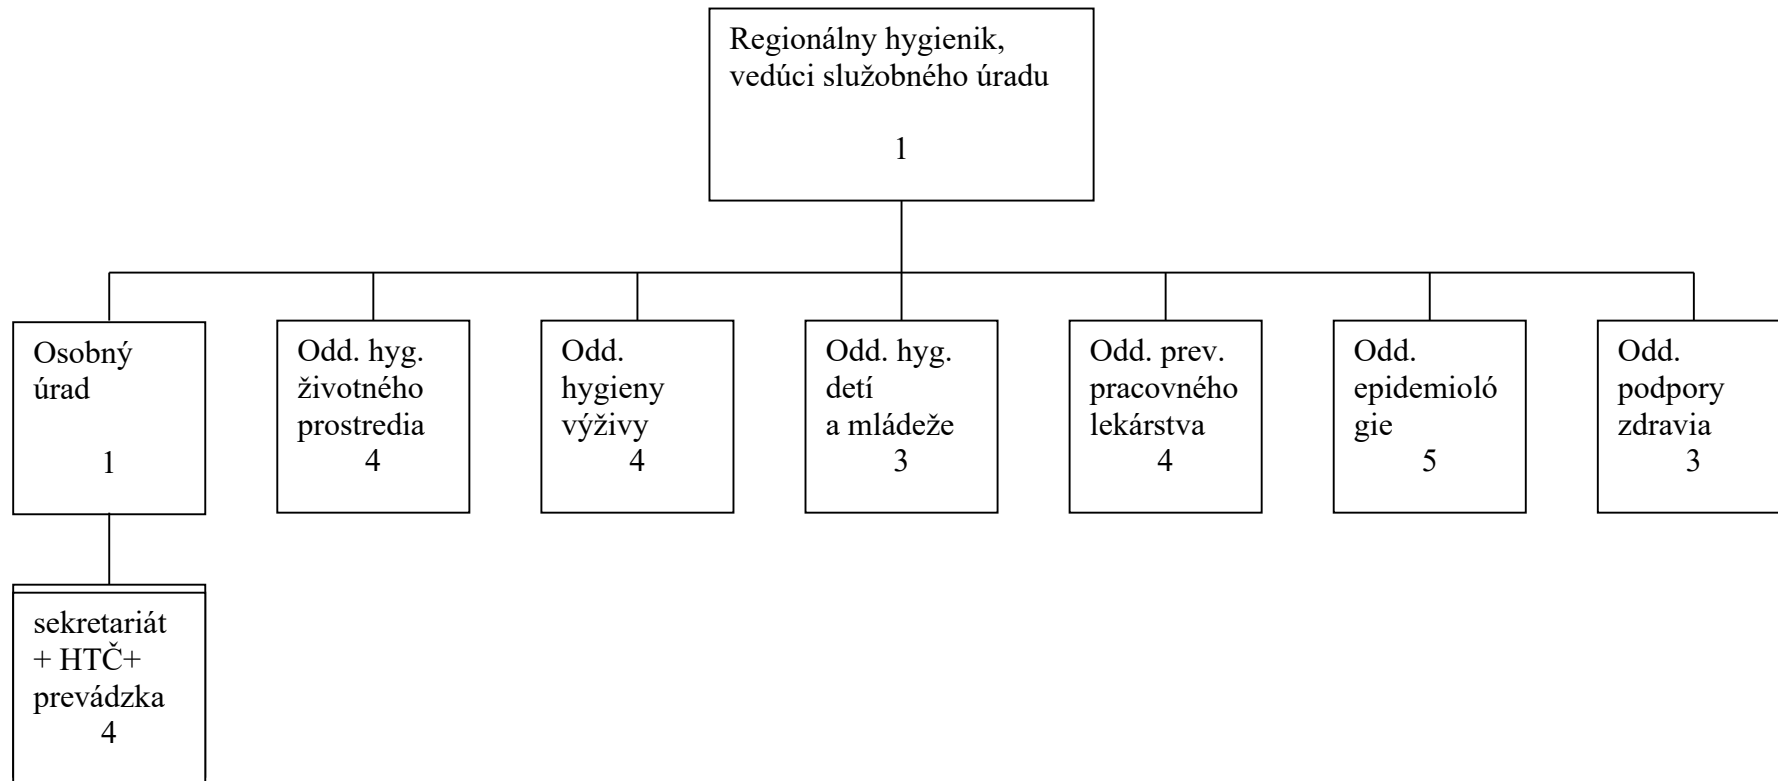 Regionálny hygienik,
vedúci služobného úradu
1
Osobný
úrad
1
Odd. hyg.
životného
prostredia
4
Odd.
hygieny
výživy
4
Odd. hyg.
detí
a mládeže
3
Odd. prev.
pracovného
lekárstva
4
Odd.
epidemioló
gie
5
Odd.
podpory
zdravia
3
sekretariát
+ HTČ+
prevádzka
4